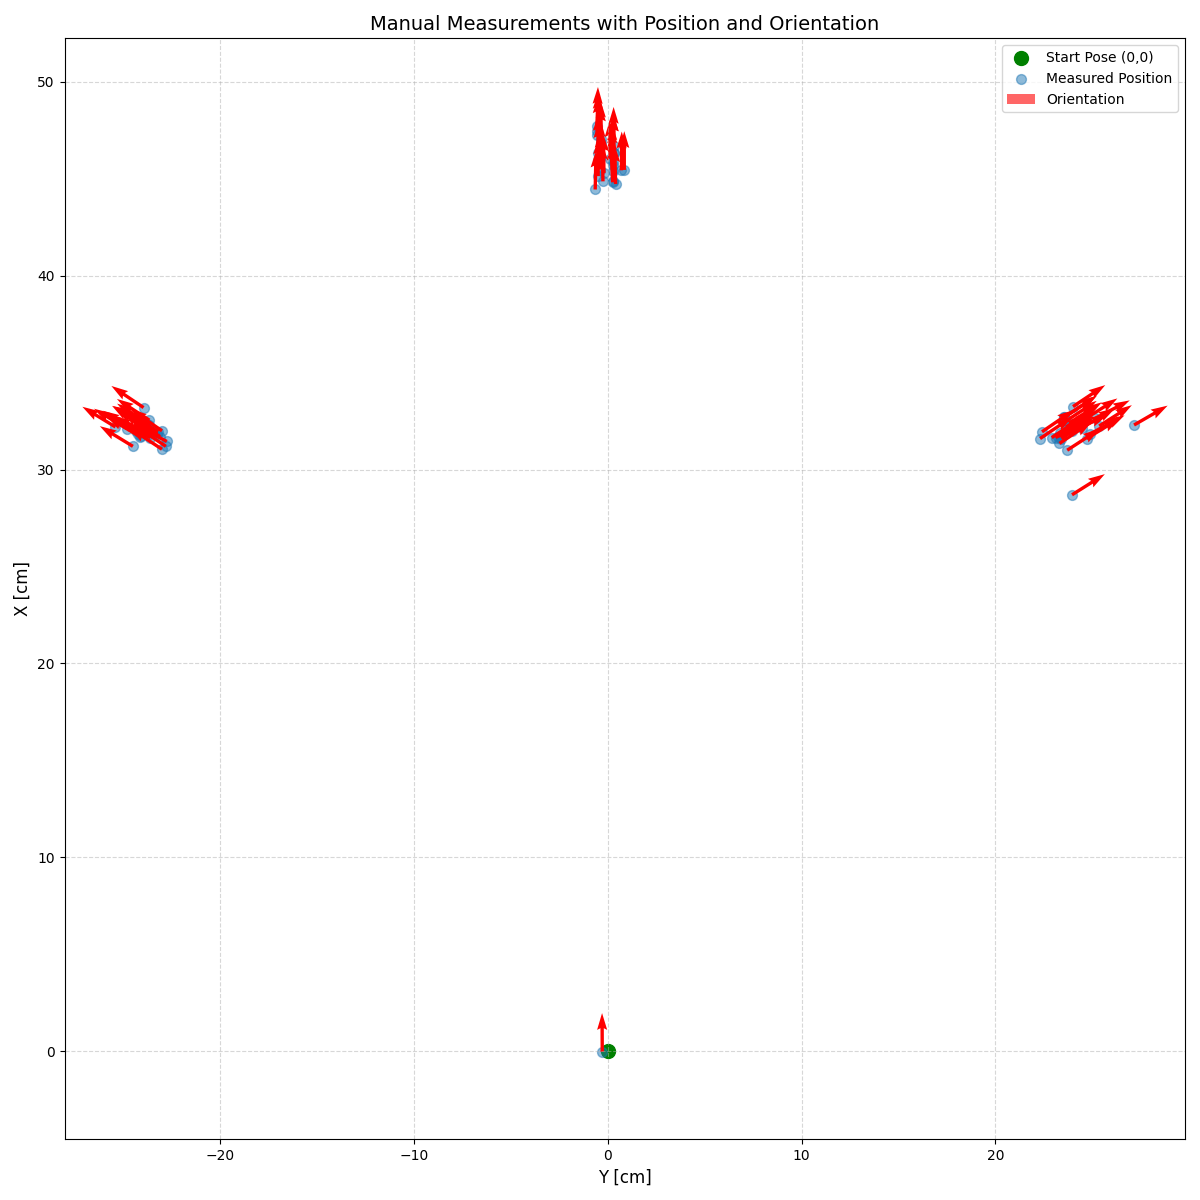 Manual Measurements with Position and Orientation
Start Pose (0,0)
Measured Position
Orientation
50
40
30
20
10
0
X [cm]
−20
−10
0
10
20
Y [cm]